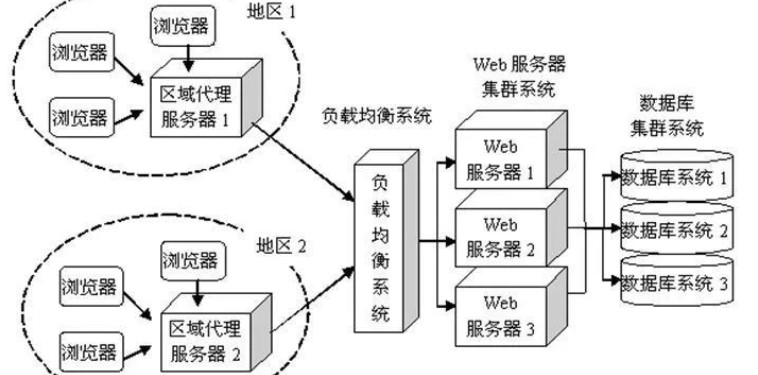 地区 1
浏览器
浏览器
浏览器
区域代理
服务器 1
地区 2
浏览器
浏览器
浏览器
区域代理
服务器 2
负载均衡系统
负
载
均
衡
系
统
Web 服务器
集群系统
Web
服务器 1
Web
服务器 2
Web
服务器 3
数据库
集群系统
数据库系统 1
数据库系统 2
数据库系统 3